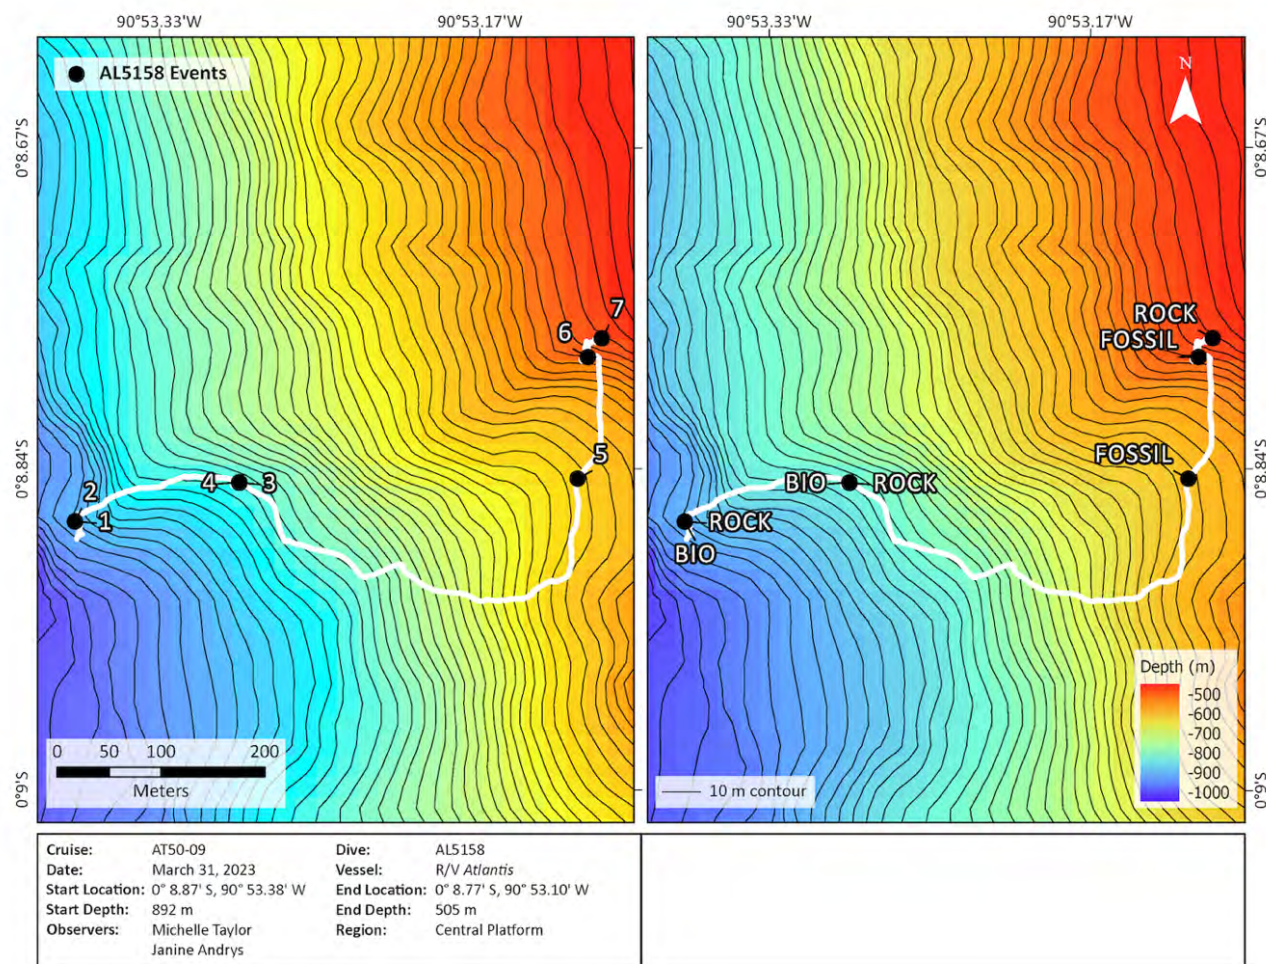 90°53.33'W
90°53.17'W
90°53.33'W
90°53.17'W
AL5158 Events
N
0°8.67'S
0°8.67'S
7
6
ROCK
FOSSIL
5
FOSSIL
0°8.84'S
0°8.84'S
4
3
BIO
ROCK
2
1
ROCK
BIO
Depth (m)
-500
-600
-700
-800
-900
-1000
0 50 100 200
Meters
10 m contour
0°9'S
0°9'S
Cruise: AT50-09 Dive: AL5158
Date: March 31, 2023 Vessel: R/V Atlantis
Start Location: 0° 8.87' S, 90° 53.38' W End Location: 0° 8.77' S, 90° 53.10' W
Start Depth: 892 m End Depth: 505 m
Observers: Michelle Taylor Region: Central Platform
Janine Andrys